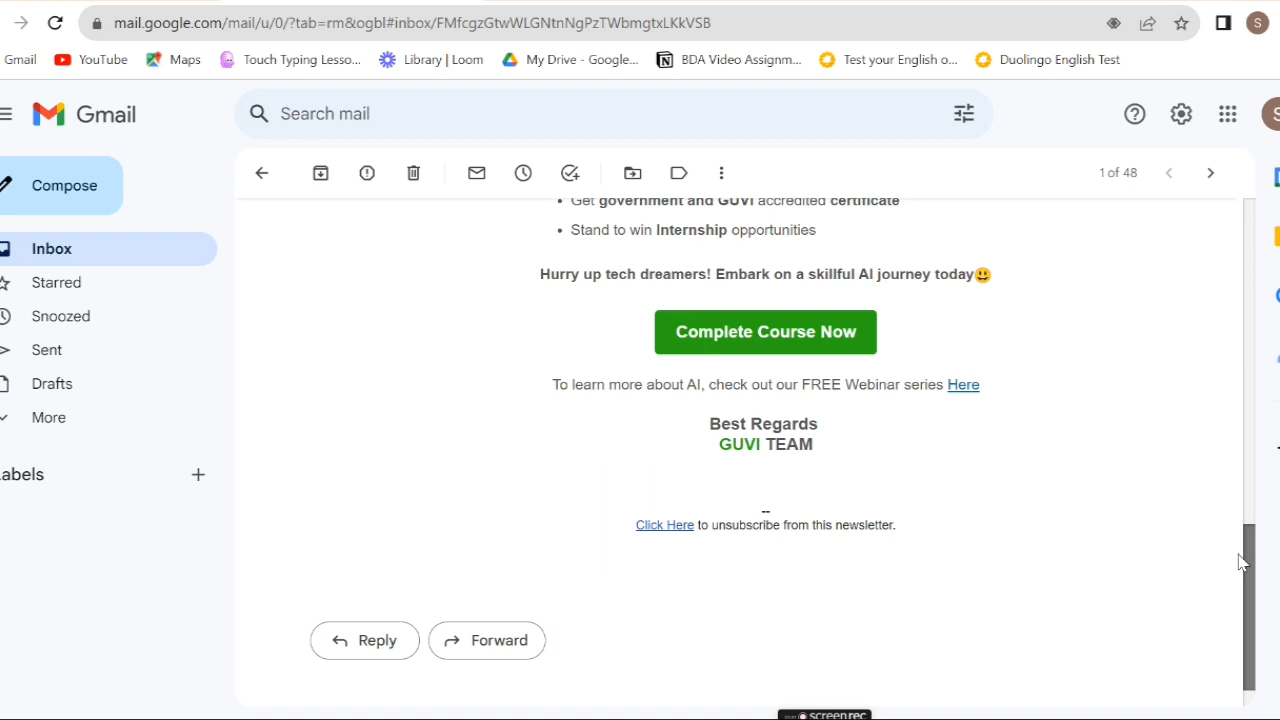 mail.google.com/mail/u/0/?tab=rm&ogbl#inbox/FMfcgzGtwWLGNtnNgPzTWbmgtxLKkVSB
S
Gmail YouTube Maps Touch Typing Lesso... Library | Loom My Drive - Google... BDA Video Assignm... Test your English o... Duolingo English Test
Gmail
Search mail
Compose
1 of 48
Inbox
Starred
Snoozed
Sent
Drafts
More
abels
• Get government and GUVI accredited certificate
• Stand to win Internship opportunities
Hurry up tech dreamers! Embark on a skillful AI journey today😃
Complete Course Now
To learn more about AI, check out our FREE Webinar series Here
Best Regards
GUVI TEAM
--
Click Here to unsubscribe from this newsletter.
Reply
Forward
screenrec